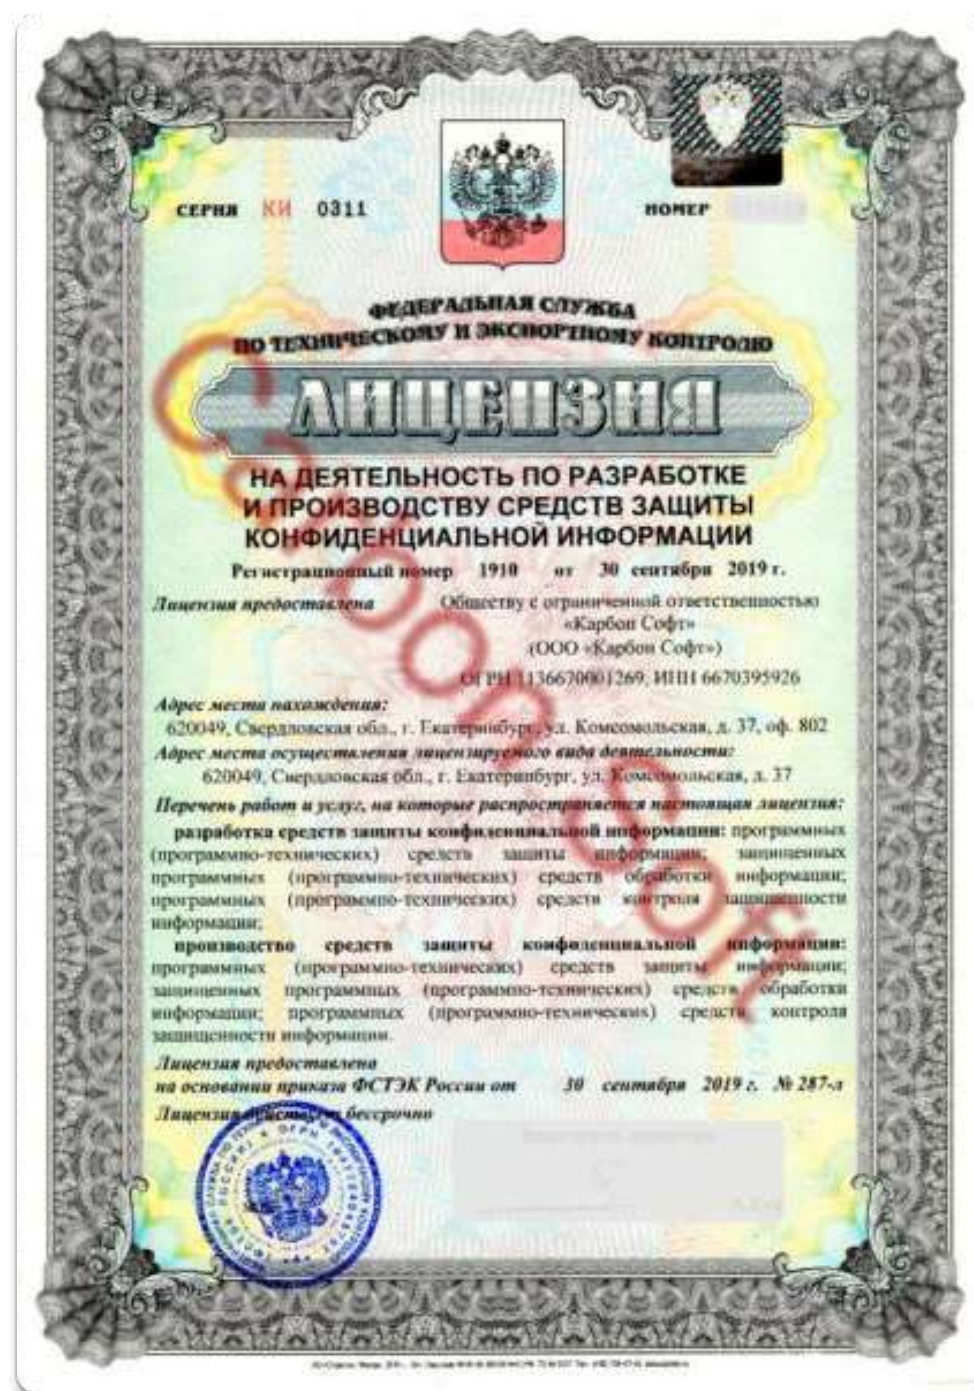 СЕРИЯ КИ 0311
НОМЕР
ФЕДЕРАЛЬНАЯ СЛУЖБА
ПО ТЕХНИЧЕСКОМУ И ЭКСПОРТНОМУ КОНТРОЛЮ
ЛИЦЕНЗИЯ
НА ДЕЯТЕЛЬНОСТЬ ПО РАЗРАБОТКЕ
И ПРОИЗВОДСТВУ СРЕДСТВ ЗАЩИТЫ
КОНФИДЕНЦИАЛЬНОЙ ИНФОРМАЦИИ
Регистрационный номер 1910 от 30 сентября 2019 г.
Лицензия предоставлена Обществу с ограниченной ответственностью
«Карбон Софт»
(ООО «Карбон Софт»)
ОГРН 1136670001269, ИНН 6670395926
Адрес места нахождения:
620049, Свердловская обл., г. Екатеринбург, ул. Комсомольская, д. 37, оф. 802
Адрес места осуществления лицензируемого вида деятельности:
620049, Свердловская обл., г. Екатеринбург, ул. Комсомольская, д. 37
Перечень работ и услуг, на которые распространяется настоящая лицензия:
разработка средств защиты конфиденциальной информации: программных
(программно-технических) средств защиты информации; защищенных
программных (программно-технических) средств обработки информации;
программных (программно-технических) средств контроля защищенности
информации;
производство средств защиты конфиденциальной информации:
программных (программно-технических) средств защиты информации;
защищенных программных (программно-технических) средств обработки
информации; программных (программно-технических) средств контроля
защищенности информации.
Лицензия предоставлена
на основании приказа ФСТЭК России от 30 сентября 2019 г. № 287-л
Лицензия действует бессрочно
Carbon Soft